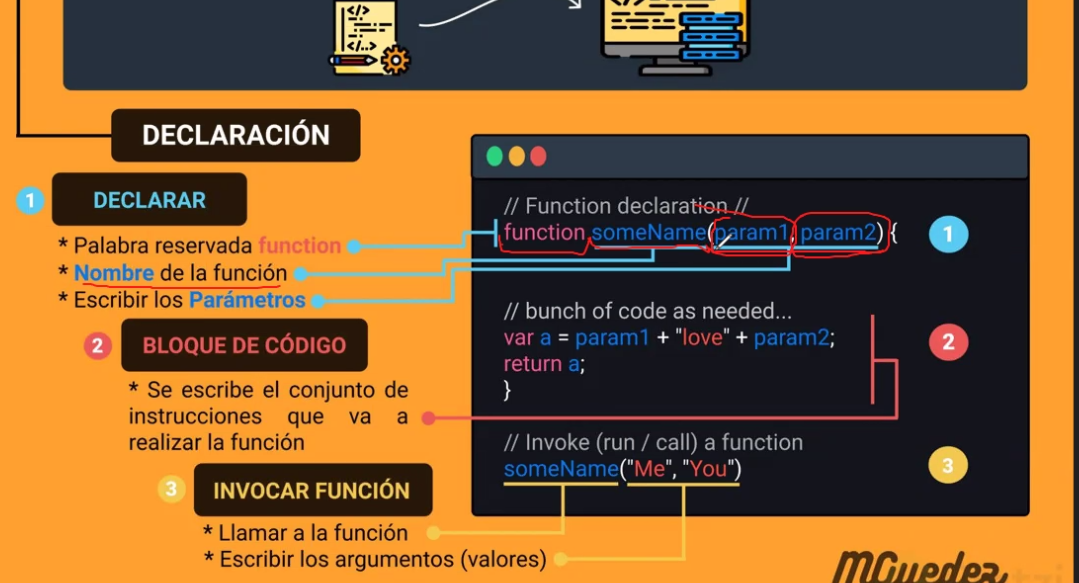 DECLARACIÓN
1 DECLARAR
* Palabra reservada function
* Nombre de la función
* Escribir los Parámetros
2 BLOQUE DE CÓDIGO
* Se escribe el conjunto de
instrucciones que va a
realizar la función
3 INVOCAR FUNCIÓN
* Llamar a la función
* Escribir los argumentos (valores)
// Function declaration //
function someName(param1, param2) {
1
// bunch of code as needed...
var a = param1 + "love" + param2;
return a;
}
2
// Invoke (run / call) a function
someName("Me", "You")
3